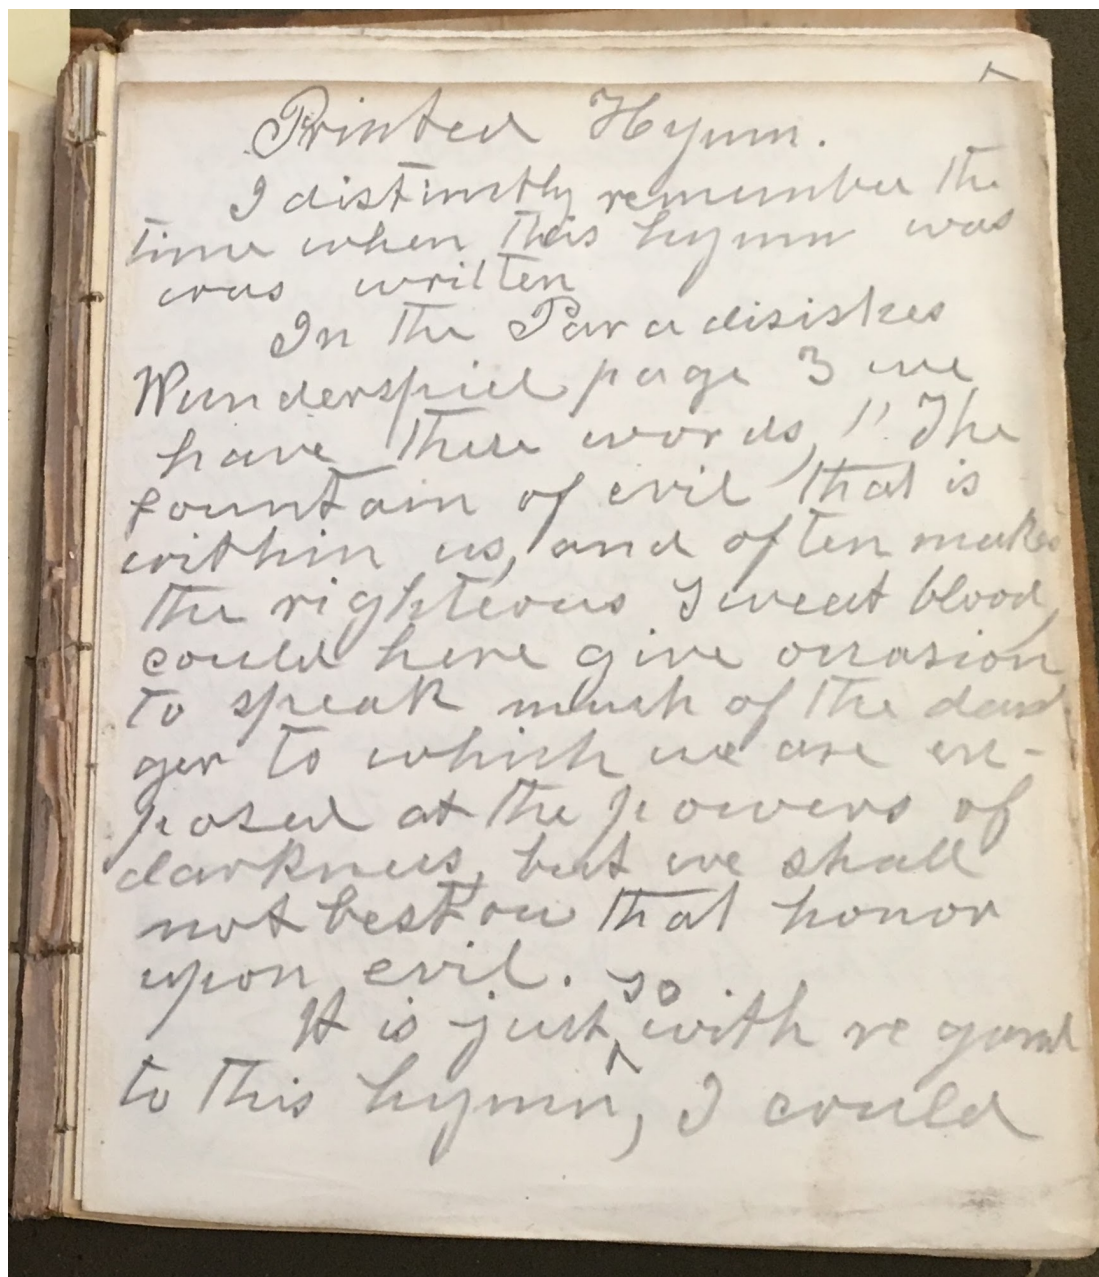 Printed Hymn.
I distinctly remember the
time when this hymn was
was written
In the Paradisiskes
Wunderspiel page 3 we
have these words, "The
fountain of evil that is
within us, and often makes
the righteous sweat blood,
could here give occasion
to speak much of the dan-
ger to which we are ex-
posed at the powers of
darkness, but we shall
not bestow that honor
upon evil.
It is just so with regard
to this hymn, I could